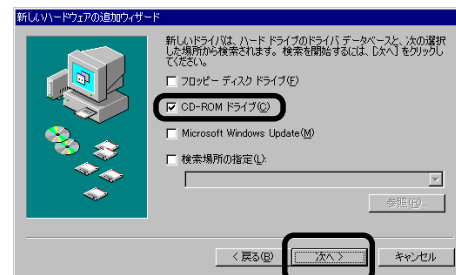 新しいハードウェアの追加ウィザード
新しいドライバは、ハード ドライブのドライバ データベースと、次の選択
した場所から検索されます。検索を開始するには、[次へ] をクリックし
てください。
フロッピー ディスク ドライブ(F)
CD-ROM ドライブ(C)
Microsoft Windows Update(M)
検索場所の指定(L):
参照(R)...
< 戻る(B)
次へ >
キャンセル